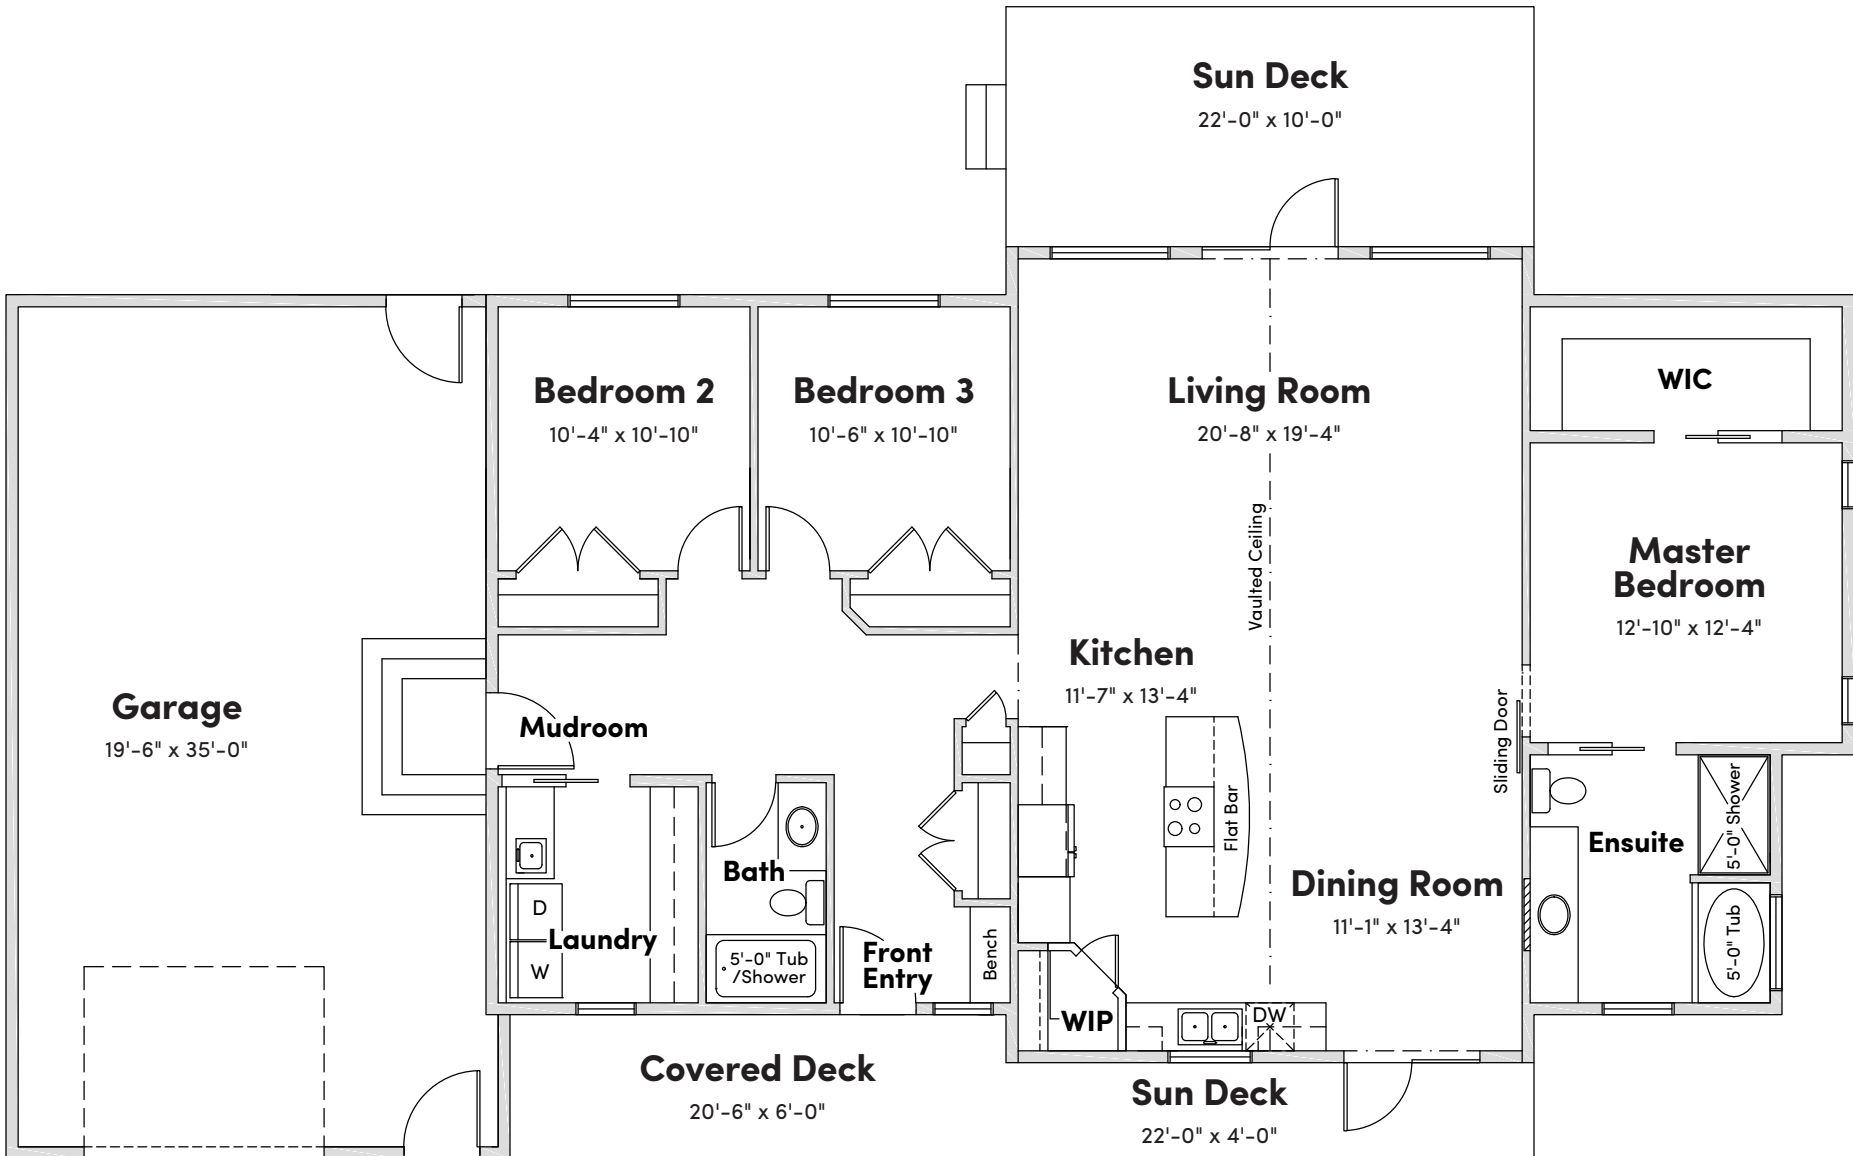 Sun Deck
22'-0" x 10'-0"
Bedroom 2
10'-4" x 10'-10"
Bedroom 3
10'-6" x 10'-10"
Living Room
20'-8" x 19'-4"
WIC
Vaulted Ceiling
Master
Bedroom
12'-10" x 12'-4"
Kitchen
11'-7" x 13'-4"
Garage
19'-6" x 35'-0"
Mudroom
Sliding Door
Flat Bar
5'-0" Shower
Ensuite
Bath
Dining Room
11'-1" x 13'-4"
D
Laundry
W
5'-0" Tub
/Shower
Front
Entry
Bench
5'-0" Tub
WIP
DW
Covered Deck
20'-6" x 6'-0"
Sun Deck
22'-0" x 4'-0"